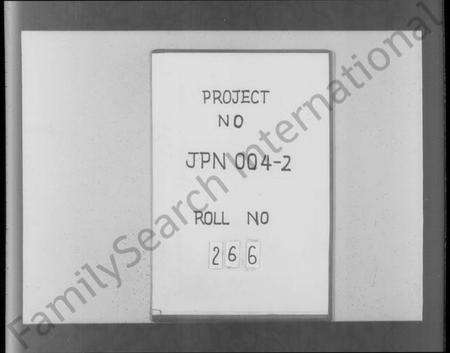 PROJECT
NO
JPN 004-2
ROLL NO
266
FamilySearch International